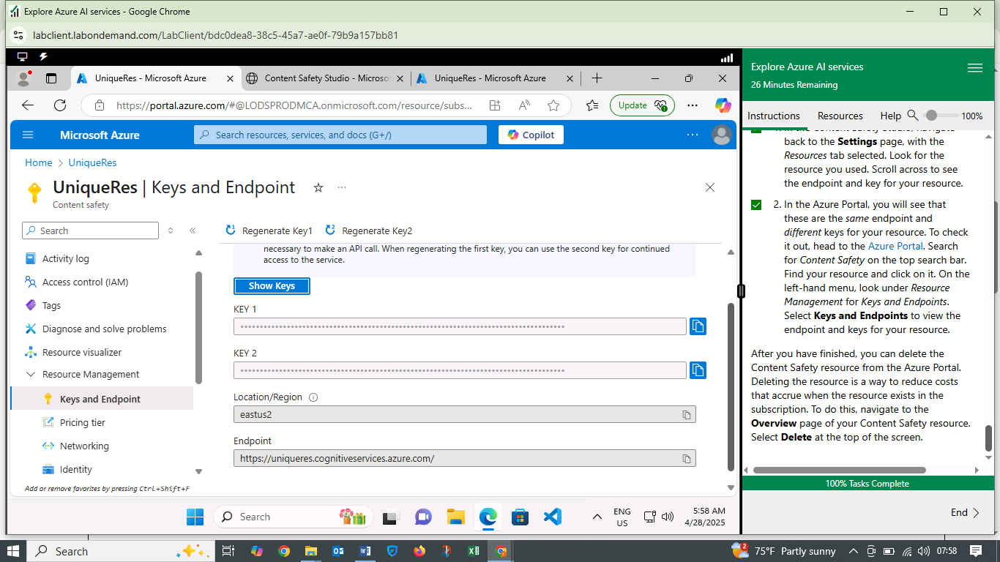 Explore Azure AI services - Google Chrome
labclient.labondemand.com/LabClient/bdc0dea8-38c5-45a7-ae0f-79b9a157bb81
UniqueRes - Microsoft Azure
Content Safety Studio - Microso
UniqueRes - Microsoft Azure
https://portal.azure.com/#@LODSPRODMCA.onmicrosoft.com/resource/subs...
Update
Microsoft Azure
Search resources, services, and docs (G+/)
Copilot
Home > UniqueRes
UniqueRes | Keys and Endpoint
Content safety
Search
Activity log
Access control (IAM)
Tags
Diagnose and solve problems
Resource visualizer
Resource Management
Keys and Endpoint
Pricing tier
Networking
Identity
Add or remove favorites by pressing Ctrl+Shift+F
Regenerate Key1
Regenerate Key2
necessary to make an API call. When regenerating the first key, you can use the second key for continued
access to the service.
Show Keys
KEY 1
KEY 2
Location/Region
eastus2
Endpoint
https://uniqueres.cognitiveservices.azure.com/
Search
ENG
US
5:58 AM
4/28/2025
Explore Azure AI services
26 Minutes Remaining
Instructions
Resources
Help
100%
back to the Settings page, with the
Resources tab selected. Look for the
resource you used. Scroll across to see
the endpoint and key for your resource.
2. In the Azure Portal, you will see that
these are the same endpoint and
different keys for your resource. To check
it out, head to the Azure Portal. Search
for Content Safety on the top search bar.
Find your resource and click on it. On the
left-hand menu, look under Resource
Management for Keys and Endpoints.
Select Keys and Endpoints to view the
endpoint and keys for your resource.
After you have finished, you can delete the
Content Safety resource from the Azure Portal.
Deleting the resource is a way to reduce costs
that accrue when the resource exists in the
subscription. To do this, navigate to the
Overview page of your Content Safety resource.
Select Delete at the top of the screen.
100% Tasks Complete
End
Search
2
75°F Partly sunny
07:58